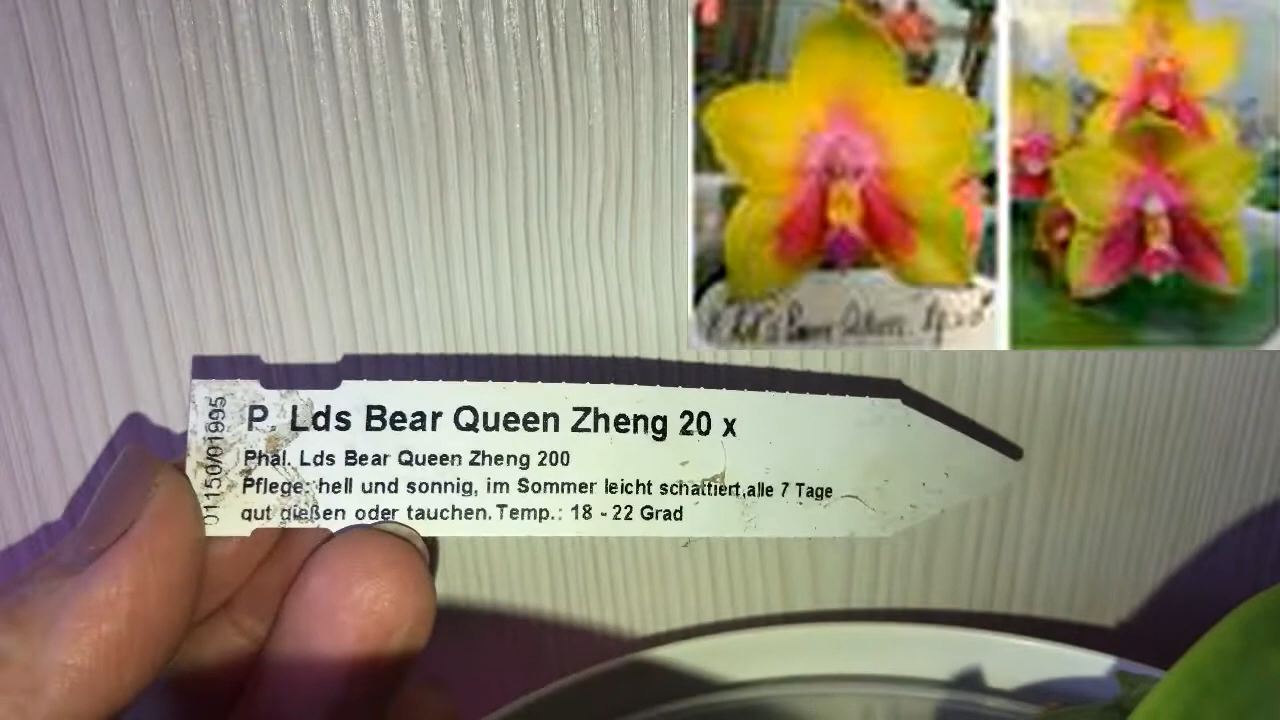 P. Lds Bear Queen Zheng 20 x
Phal. Lds Bear Queen Zheng 200
Pflege: hell und sonnig, im Sommer leicht schattiert,alle 7 Tage
gut gießen oder tauchen. Temp.: 18 - 22 Grad
01150/01995